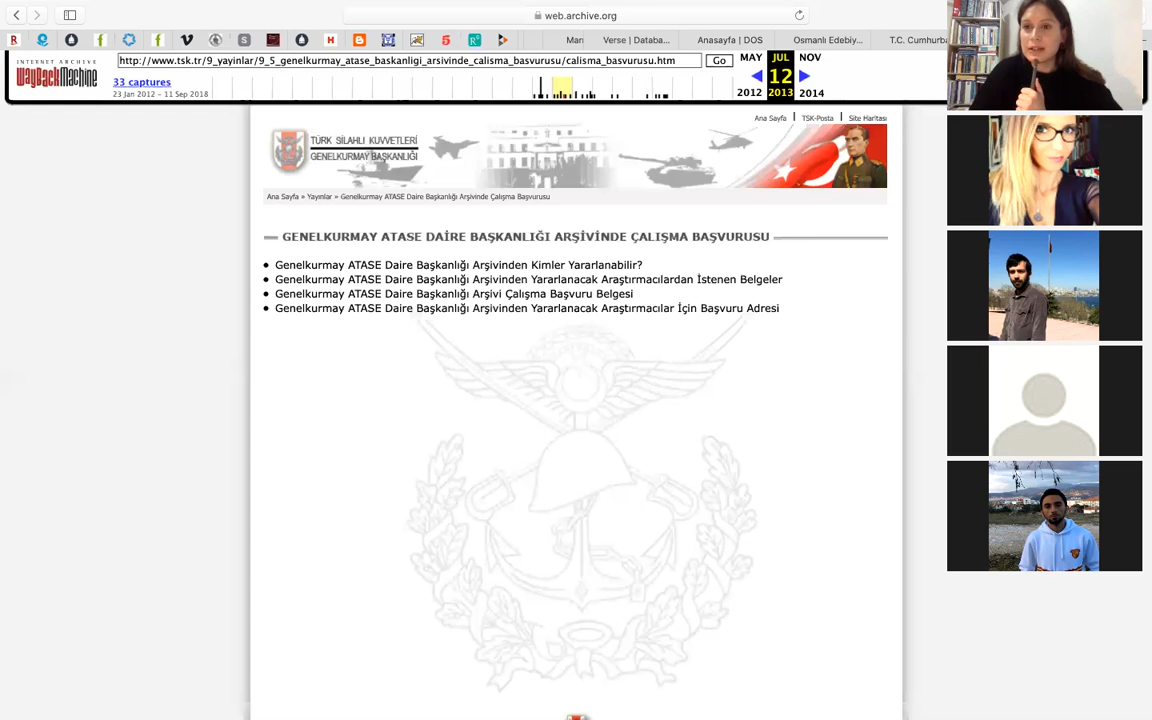 web.archive.org
Man
Verse | Databa...
Anasayfa | DOS
Osmanlı Edebiy...
T.C. Cumhurba
INTERNET ARCHIVE
WayBackMachine
http://www.tsk.tr/9_yayinlar/9_5_genelkurmay_atase_baskanligi_arsivinde_calisma_basvurusu/calisma_basvurusu.htm
Go
MAY JUL NOV
33 captures
12
23 Jan 2012 – 11 Sep 2018
2012 2013 2014
Ana Sayfa | TSK-Posta | Site Haritası
TÜRK SİLAHLI KUVVETLERİ
GENELKURMAY BAŞKANLIĞI
Ana Sayfa » Yayınlar » Genelkurmay ATASE Daire Başkanlığı Arşivinde Çalışma Başvurusu
GENELKURMAY ATASE DAİRE BAŞKANLIĞI ARŞİVİNDE ÇALIŞMA BAŞVURUSU
• Genelkurmay ATASE Daire Başkanlığı Arşivinden Kimler Yararlanabilir?
• Genelkurmay ATASE Daire Başkanlığı Arşivinden Yararlanacak Araştırmacılardan İstenen Belgeler
• Genelkurmay ATASE Daire Başkanlığı Arşivi Çalışma Başvuru Belgesi
• Genelkurmay ATASE Daire Başkanlığı Arşivinden Yararlanacak Araştırmacılar İçin Başvuru Adresi